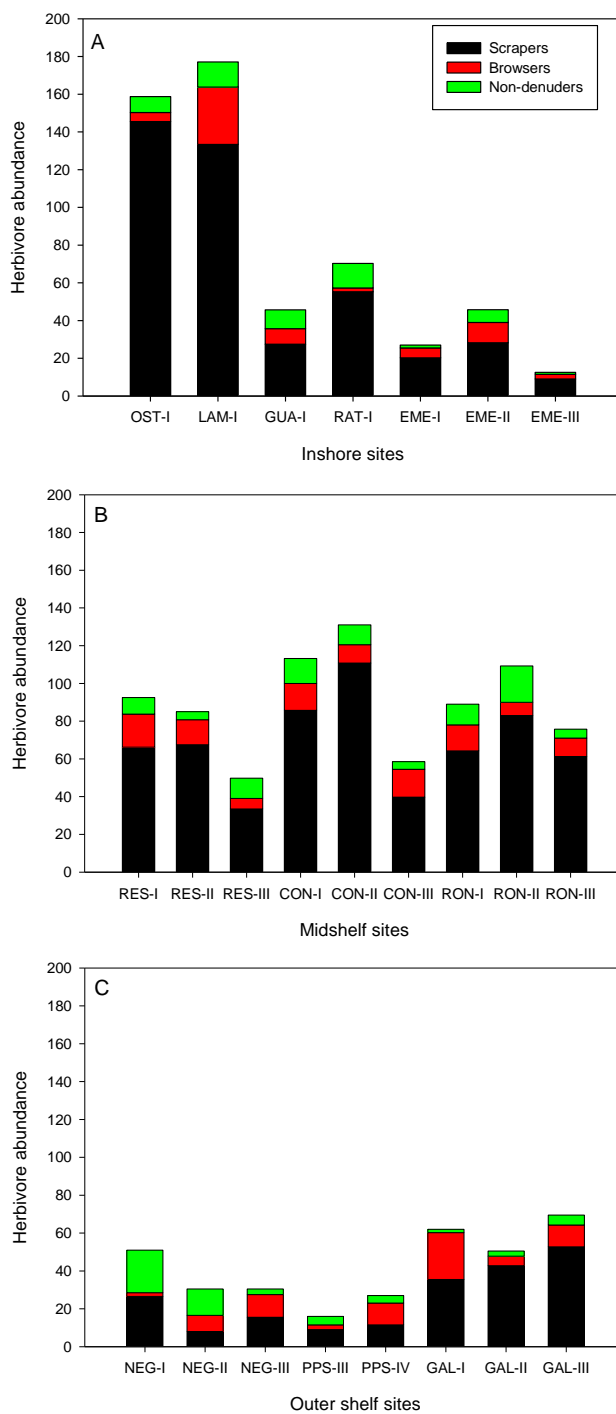 A
Scrapers
Browsers
Non-denuders
Herbivore abundance
200
180
160
140
120
100
80
60
40
20
0
OST-I LAM-I GUA-I RAT-I EME-I EME-II EME-III
Inshore sites
B
Herbivore abundance
200
180
160
140
120
100
80
60
40
20
0
RES-I RES-II RES-III CON-I CON-II CON-III RON-I RON-II RON-III
Midshelf sites
C
Herbivore abundance
200
180
160
140
120
100
80
60
40
20
0
NEG-I NEG-II NEG-III PPS-III PPS-IV GAL-I GAL-II GAL-III
Outer shelf sites